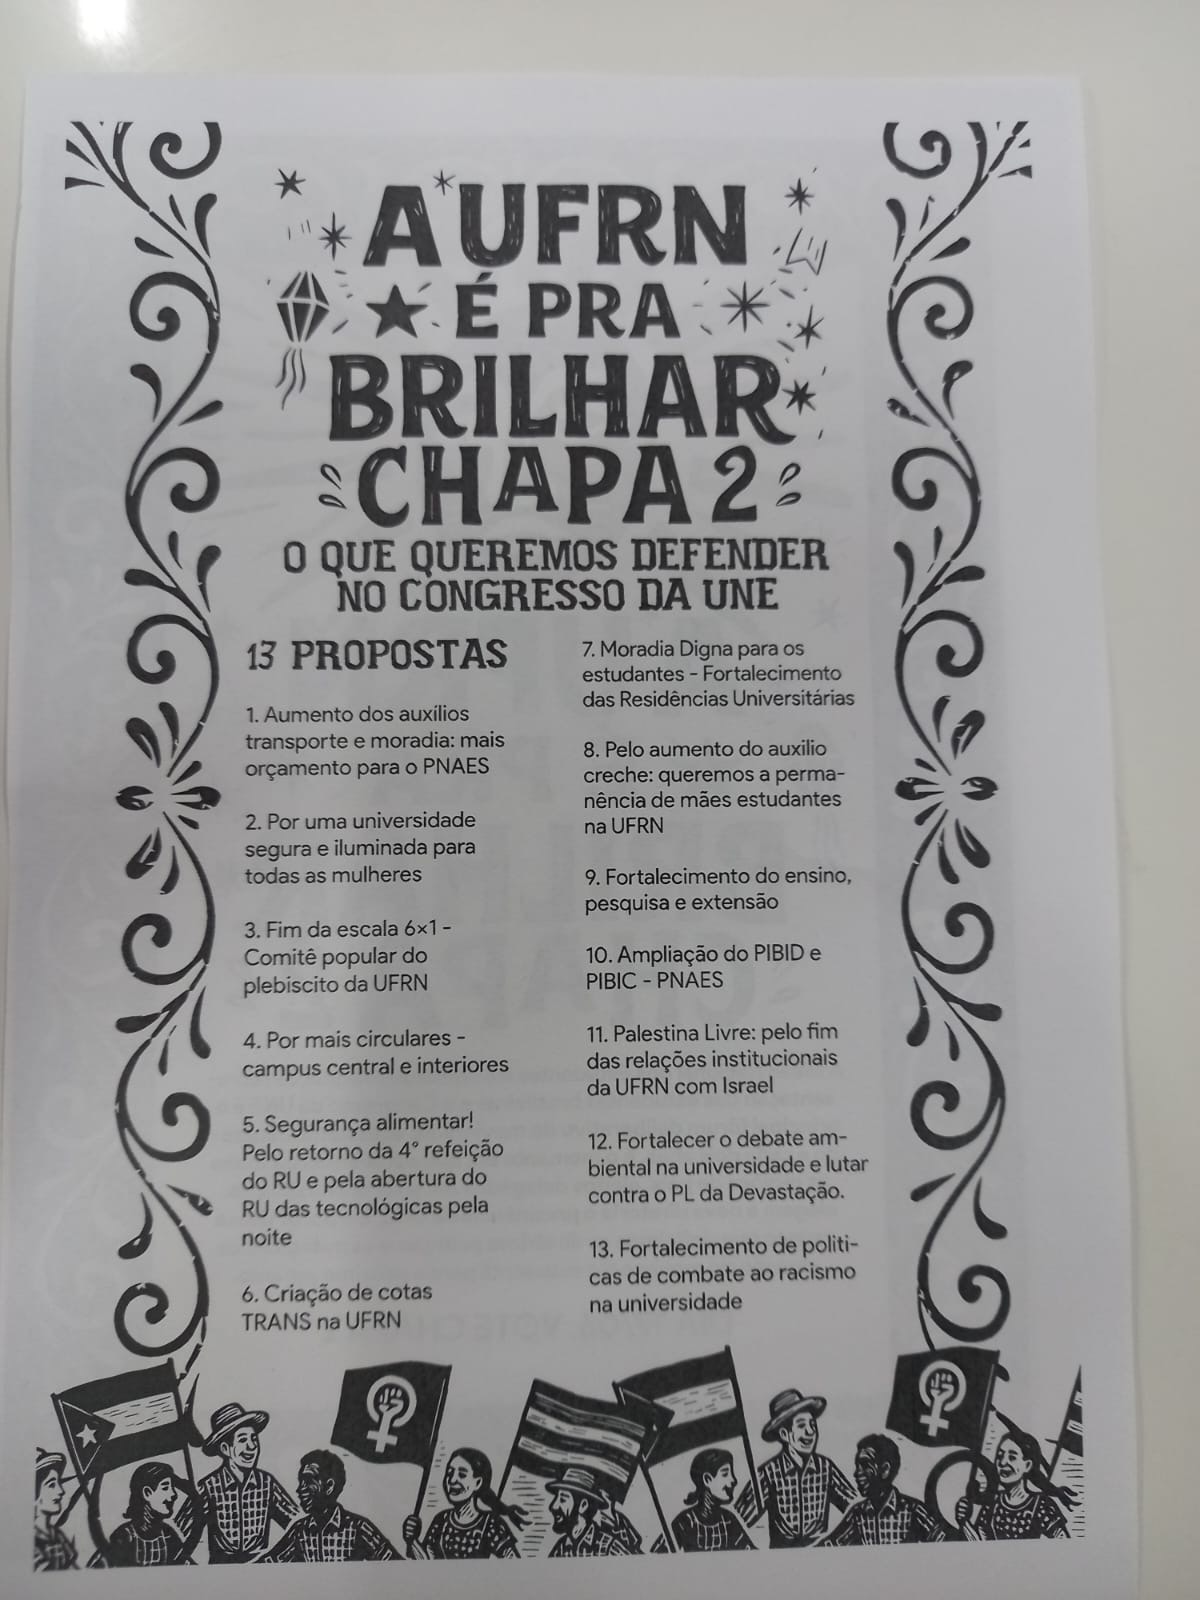 A UFRN
É PRA
BRILHAR
CHAPA 2
O QUE QUEREMOS DEFENDER
NO CONGRESSO DA UNE
13 PROPOSTAS
1. Aumento dos auxílios
transporte e moradia: mais
orçamento para o PNAES
2. Por uma universidade
segura e iluminada para
todas as mulheres
3. Fim da escala 6×1 -
Comitê popular do
plebiscito da UFRN
4. Por mais circulares -
campus central e interiores
5. Segurança alimentar!
Pelo retorno da 4° refeição
do RU e pela abertura do
RU das tecnológicas pela
noite
6. Criação de cotas
TRANS na UFRN
7. Moradia Digna para os
estudantes - Fortalecimento
das Residências Universitárias
8. Pelo aumento do auxilio
creche: queremos a perma-
nência de mães estudantes
na UFRN
9. Fortalecimento do ensino,
pesquisa e extensão
10. Ampliação do PIBID e
PIBIC - PNAES
11. Palestina Livre: pelo fim
das relações institucionais
da UFRN com Israel
12. Fortalecer o debate am-
biental na universidade e lutar
contra o PL da Devastação.
13. Fortalecimento de politi-
cas de combate ao racismo
na universidade